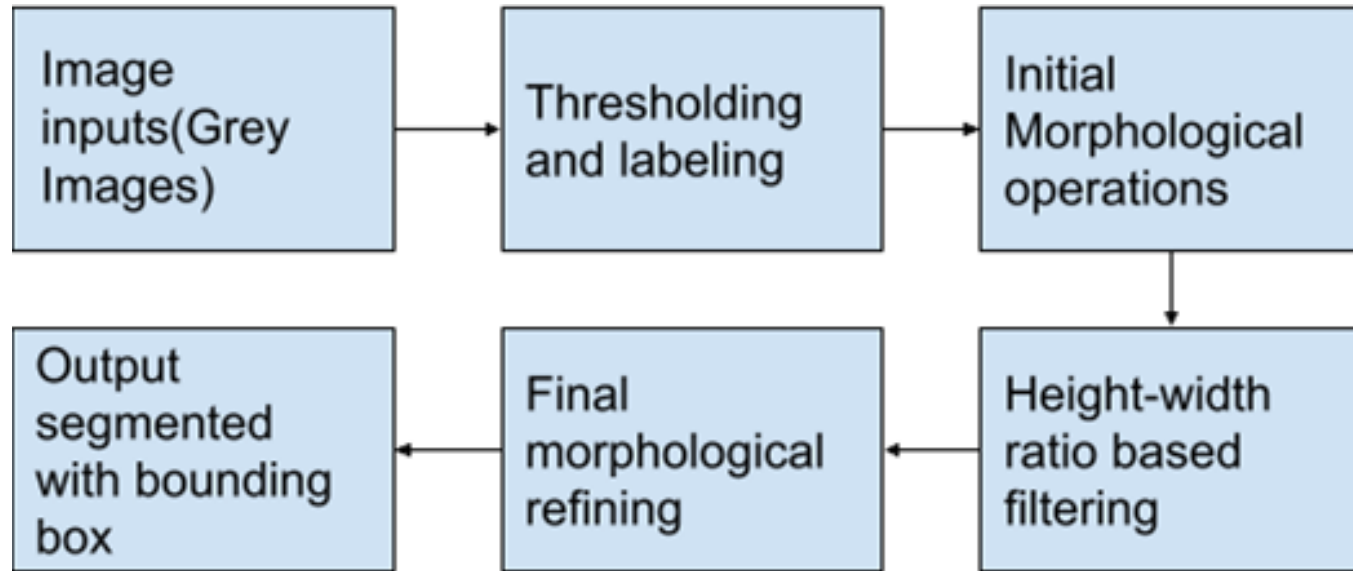 Image
inputs(Grey
Images)
Thresholding
and labeling
Initial
Morphological
operations
Height-width
ratio based
filtering
Final
morphological
refining
Output
segmented
with bounding
box